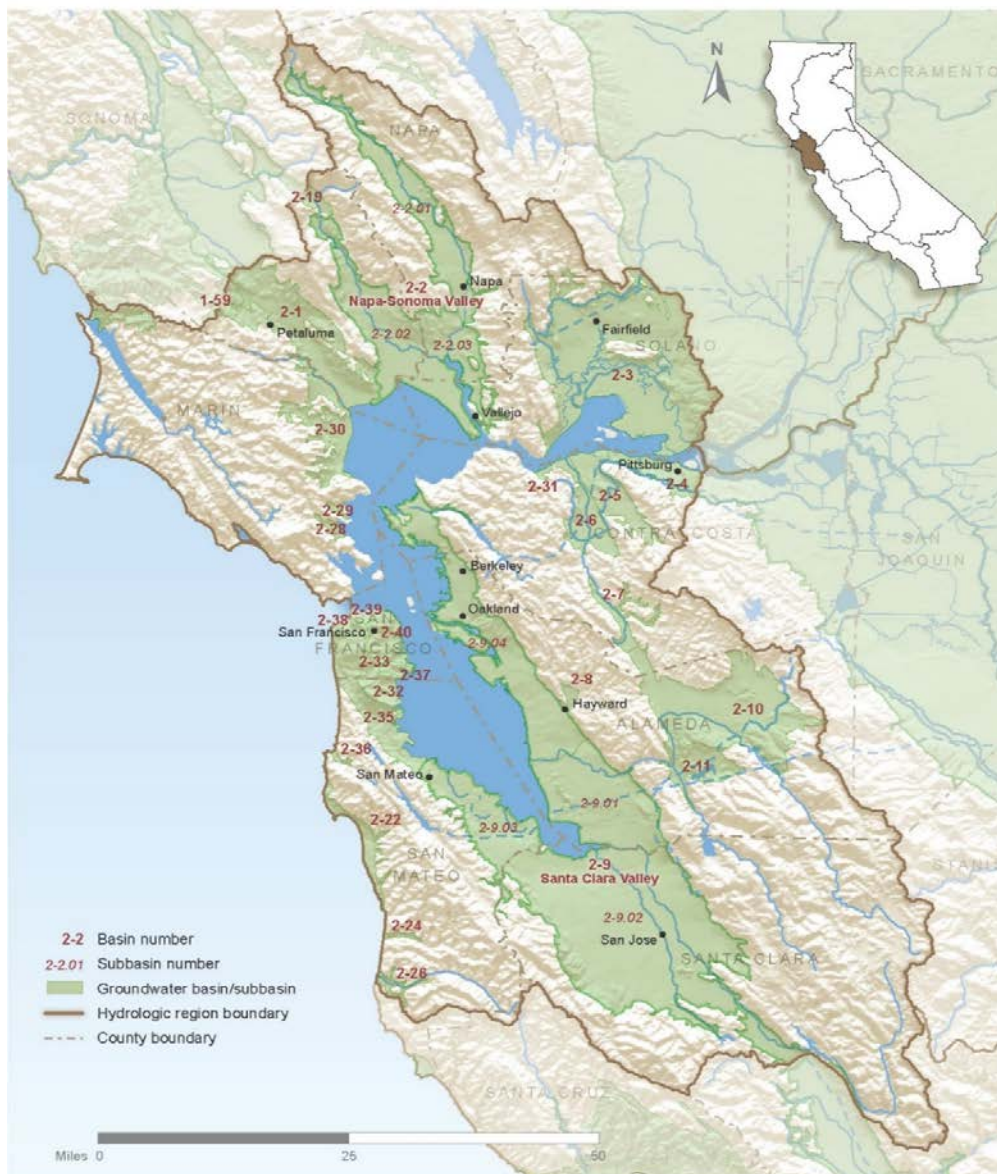 N
SACRAMENTO
SONOMA
NAPA
2-19
2-2.01
2-2
Napa
Napa-Sonoma Valley
1-59
2-1
Petaluma
2-2.02
2-2.03
Fairfield
SOLANO
2-3
MARIN
Vallejo
2-30
Pittsburg
2-4
2-31
2-5
2-29
2-6
2-28
CONTRA COSTA
SAN
JOAQUIN
Berkeley
2-7
2-39
2-38
SAN
Oakland
San Francisco
2-40
FRANCISCO
2-9.04
2-33
2-37
2-8
2-32
Hayward
2-35
ALAMEDA
2-10
2-36
2-11
San Mateo
2-9.01
2-22
2-9.03
SAN
MATEO
2-9
Santa Clara Valley
STANIS
2-9.02
2-24
San Jose
SANTA CLARA
2-26
2-2 Basin number
2-2.01 Subbasin number
Groundwater basin/subbasin
Hydrologic region boundary
County boundary
SANTA CRUZ
Miles 0 25 50